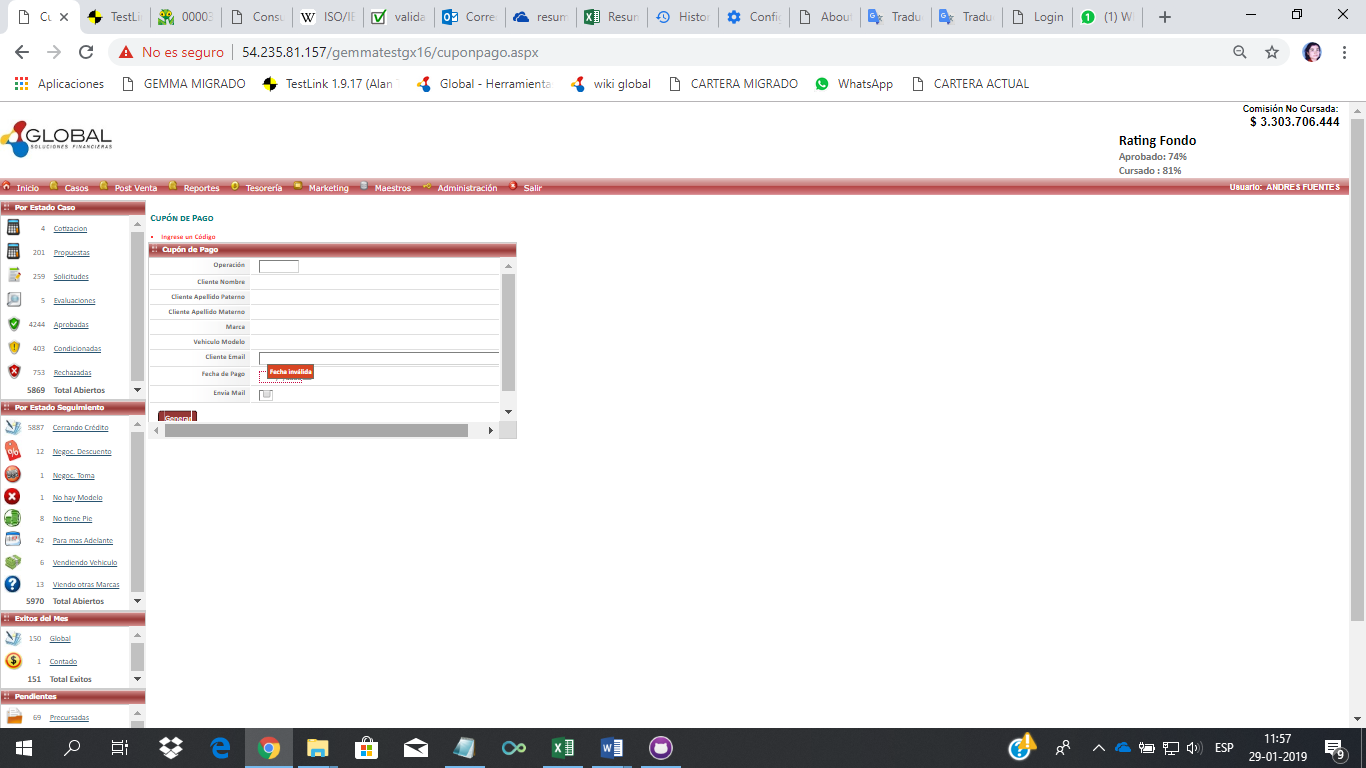 Cu
TestLin
00003
Consu
ISO/IE
valida
Corre
resum
Resun
Histor
Config
About
Tradu
Tradu
Login
(1) W
No es seguro
54.235.81.157/gemmatestgx16/cuponpago.aspx
Aplicaciones
GEMMA MIGRADO
TestLink 1.9.17 (Alan
Global - Herramienta
wiki global
CARTERA MIGRADO
WhatsApp
CARTERA ACTUAL
GLOBAL
SOLUCIONES FINANCIERAS
Comisión No Cursada:
$ 3.303.706.444
Rating Fondo
Aprobado: 74%
Cursado : 81%
Inicio Casos Post Venta Reportes Tesorería Marketing Maestros Administración Salir
Usuario: ANDRES FUENTES
Por Estado Caso
4 Cotizacion
201 Propuestas
259 Solicitudes
5 Evaluaciones
4244 Aprobadas
403 Condicionadas
753 Rechazadas
5869 Total Abiertos
Por Estado Seguimiento
5887 Cerrando Crédito
12 Negoc. Descuento
1 Negoc. Toma
1 No hay Modelo
8 No tiene Pie
42 Para mas Adelante
6 Vendiendo Vehiculo
13 Viendo otras Marcas
5970 Total Abiertos
Exitos del Mes
150 Global
1 Contado
151 Total Exitos
Pendientes
69 Precursadas
Cupón de Pago
Ingrese un Código
Cupón de Pago
Operación
Cliente Nombre
Cliente Apellido Paterno
Cliente Apellido Materno
Marca
Vehiculo Modelo
Cliente Email
Fecha de Pago
Fecha inválida
Envía Mail
Generar
ESP
11:57
29-01-2019
9